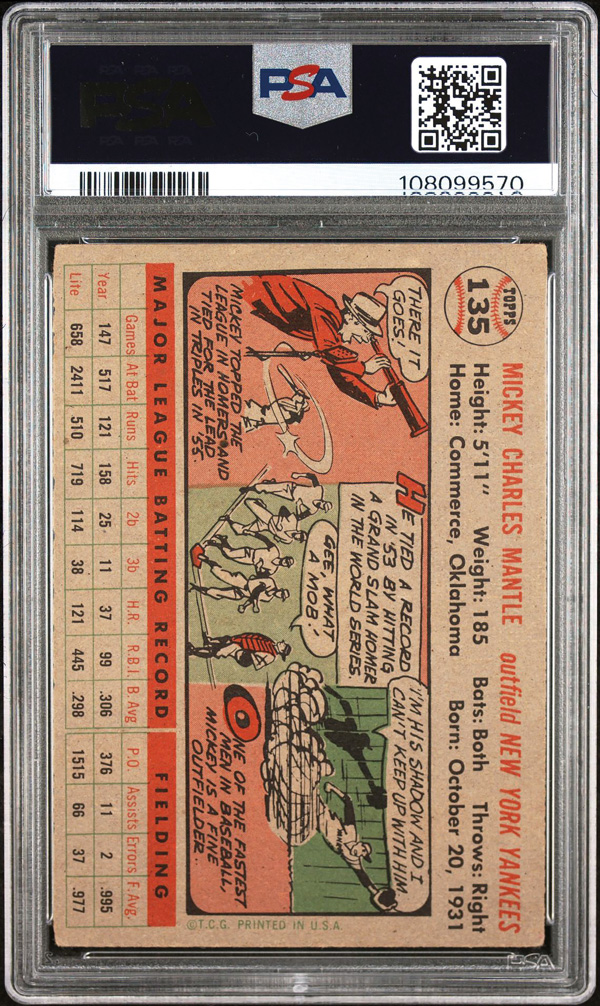 PSA
PSA
108099570
TOPPS
135
MICKEY CHARLES MANTLE outfield NEW YORK YANKEES
Height: 5'11" Weight: 185 Bats: Both Throws: Right
Home: Commerce, Oklahoma Born: October 20, 1931
THERE IT
GOES!
MICKEY TOPPED THE
LEAGUE IN HOMERS AND
TIED FOR THE LEAD
IN TRIPLES IN '55.
HE TIED A RECORD
IN '53 BY HITTING
A GRAND SLAM HOMER
IN THE WORLD SERIES
GEE, WHAT
A MOB!
"I'M HIS SHADOW AND I
CAN'T KEEP UP WITH HIM
ONE OF THE FASTEST
MEN IN BASEBALL,
MICKEY IS A FINE
OUTFIELDER.
MAJOR LEAGUE BATTING RECORD FIELDING
Games At Bat Runs Hits 2b 3b H.R. R.B.I. B. Avg P.O. Assists Errors F. Avg.
Year 147 517 121 158 25 11 37 99 .306 376 11 2 .995
Life 658 2411 510 719 114 38 121 445 .298 1515 66 37 .977
©T.C.G. PRINTED IN U.S.A.
PSA